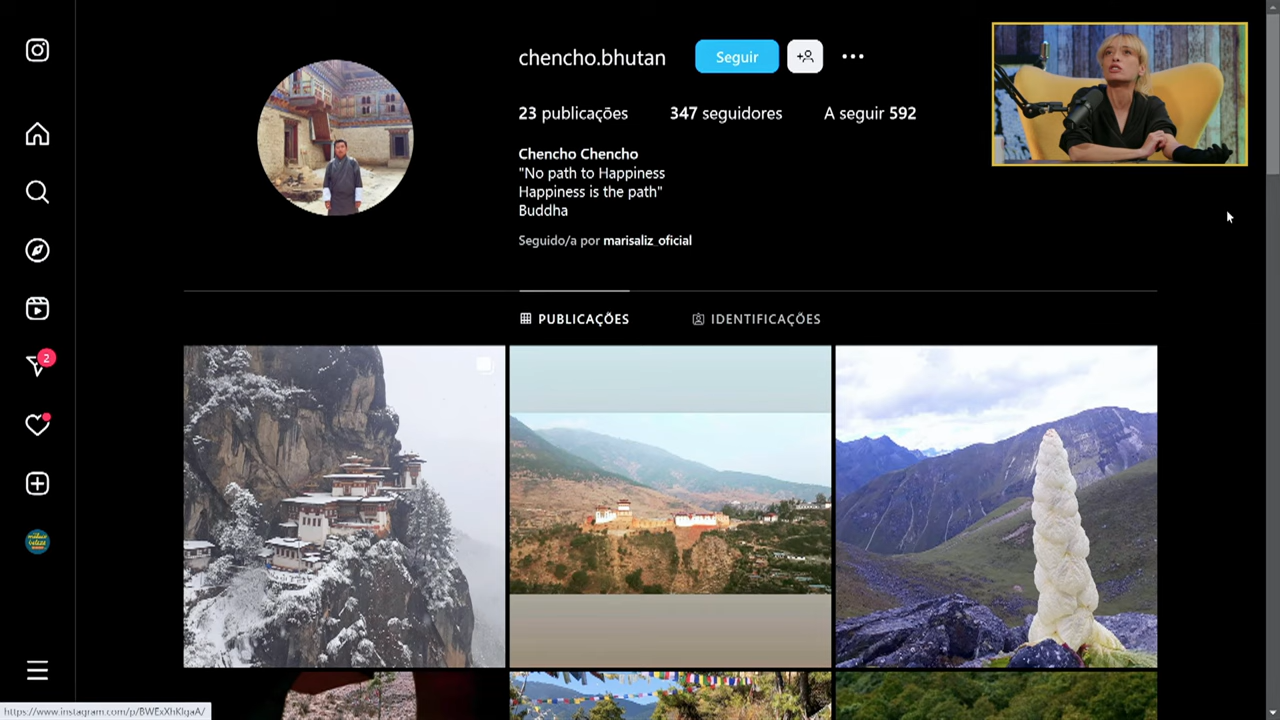 chencho.bhutan
Seguir
23 publicações
347 seguidores
A seguir 592
Chencho Chencho
"No path to Happiness
Happiness is the path"
Buddha
Seguido/a por marisaliz_oficial
PUBLICAÇÕES
IDENTIFICAÇÕES
2
https://www.instagram.com/p/BWExXhKlgaA/